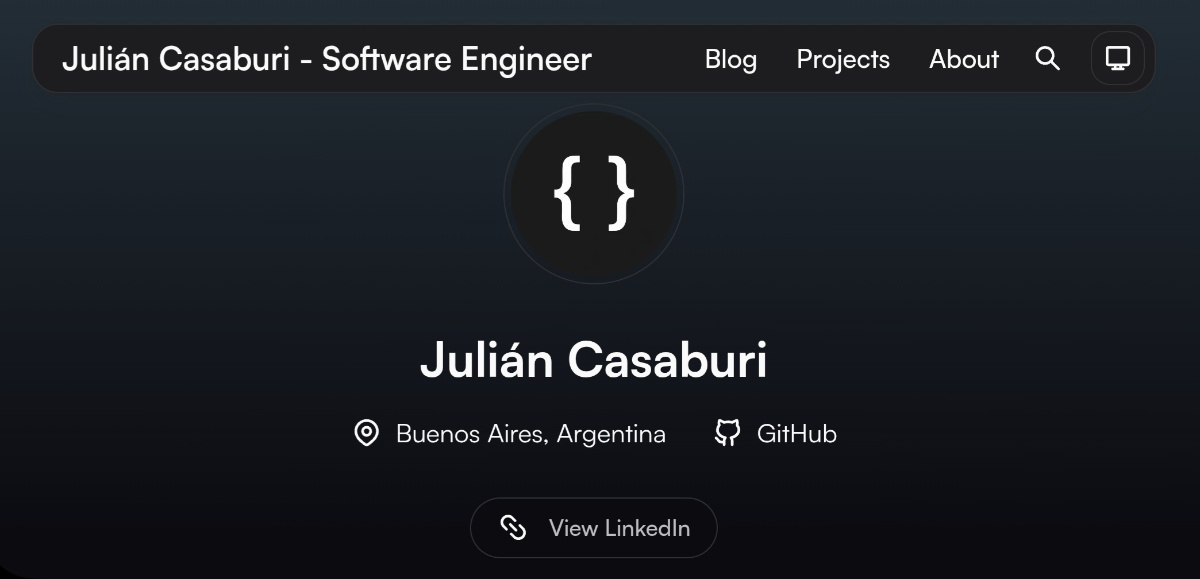 Julián Casaburi - Software Engineer Blog Projects About
{ }
Julián Casaburi
Buenos Aires, Argentina GitHub
View LinkedIn